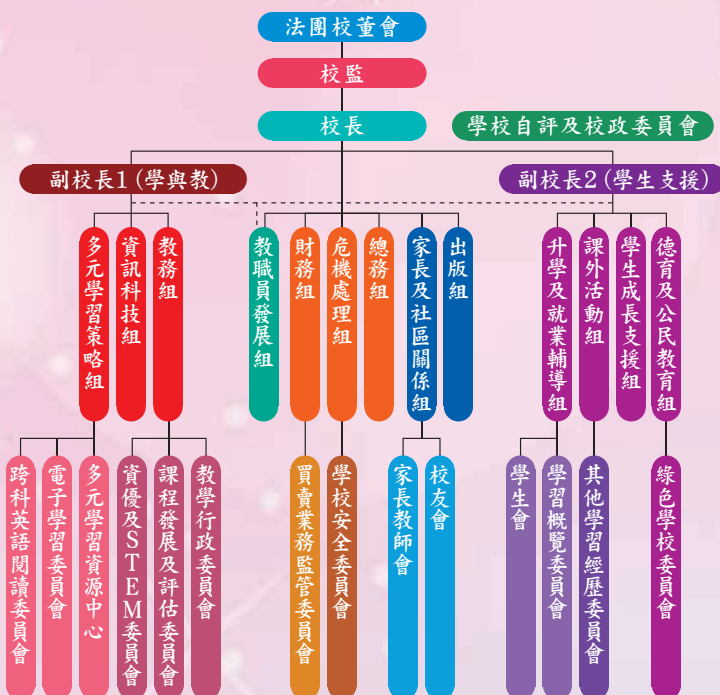 法團校董會
校監
校長
學校自評及校政委員會
副校長1 (學與教)
副校長2 (學生支援)
多元學習策略組
資訊科技組
教務組
教職員發展組
財務組
危機處理組
總務組
家長及社區關係組
出版組
升學及就業輔導組
課外活動組
學生成長支援組
德育及公民教育組
跨科英語閱讀委員會
電子學習委員會
多元學習資源中心
資優及STEM委員會
課程發展及評估委員會
教學行政委員會
買賣業務監管委員會
學校安全委員會
家長教師會
校友會
學生會
學習概覽委員會
其他學習經歷委員會
綠色學校委員會